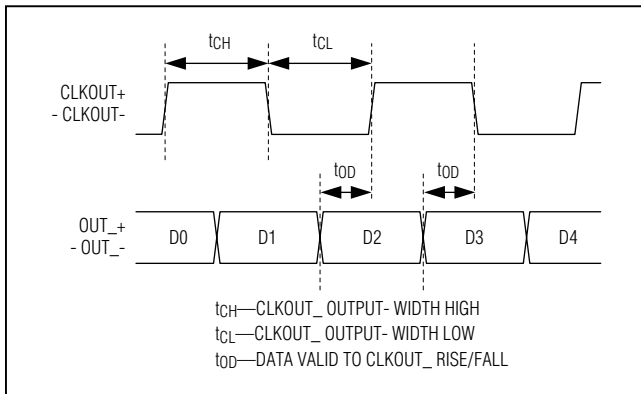 tCH tCL
CLKOUT+
- CLKOUT-
tOD tOD
OUT_+
- OUT_-
D0 D1 D2 D3 D4
tCH—CLKOUT_ OUTPUT- WIDTH HIGH
tCL—CLKOUT_ OUTPUT- WIDTH LOW
tOD—DATA VALID TO CLKOUT_ RISE/FALL